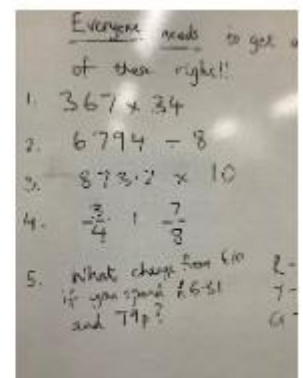 Everyone needs to get
of these right!!
1. 367 x 34
2. 6794 ÷ 8
3. 873.2 x 10
4. 3/4 + 7/8
5. What change from £10
if you spend £6.51
and 79p?